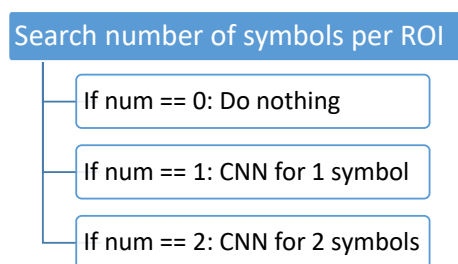 Search number of symbols per ROI
If num == 0: Do nothing
If num == 1: CNN for 1 symbol
If num == 2: CNN for 2 symbols